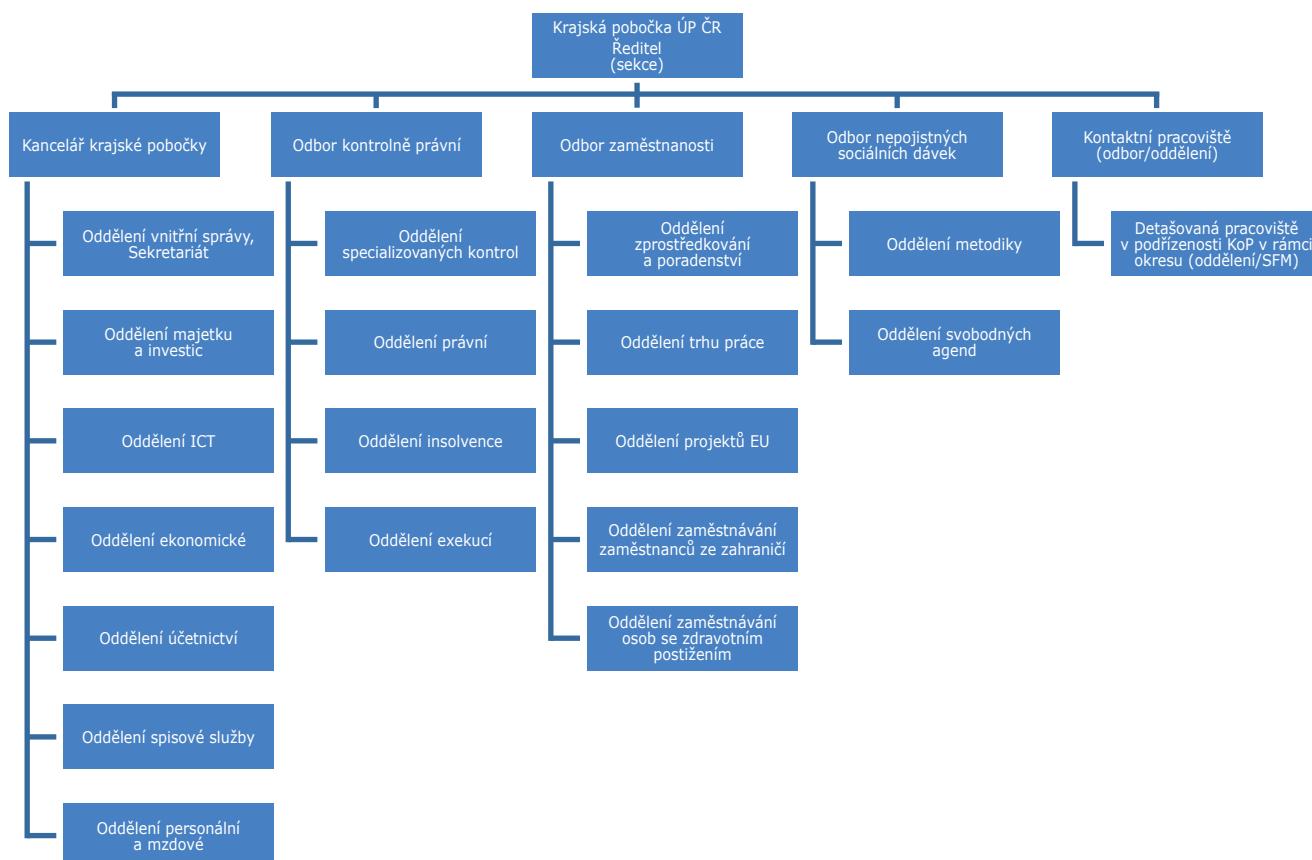 Krajská pobočka ÚP ČR
Ředitel
(sekce)
Kancelář krajské pobočky
Odbor kontrolně právní
Odbor zaměstnanosti
Odbor nepojistných
sociálních dávek
Kontaktní pracoviště
(odbor/oddělení)
Oddělení vnitřní správy,
Sekretariát
Oddělení majetku
a investic
Oddělení ICT
Oddělení ekonomické
Oddělení účetnictví
Oddělení spisové služby
Oddělení personální
a mzdové
Oddělení
specializovaných kontrol
Oddělení právní
Oddělení insolvence
Oddělení exekucí
Oddělení
zprostředkování
a poradenství
Oddělení trhu práce
Oddělení projektů EU
Oddělení zaměstnávání
zaměstnanců ze zahraničí
Oddělení zaměstnávání
osob se zdravotním
postižením
Oddělení metodiky
Oddělení svobodných
agend
Detašovaná pracoviště
v podřízenosti KoP v rámci
okresu (oddělení/SFM)